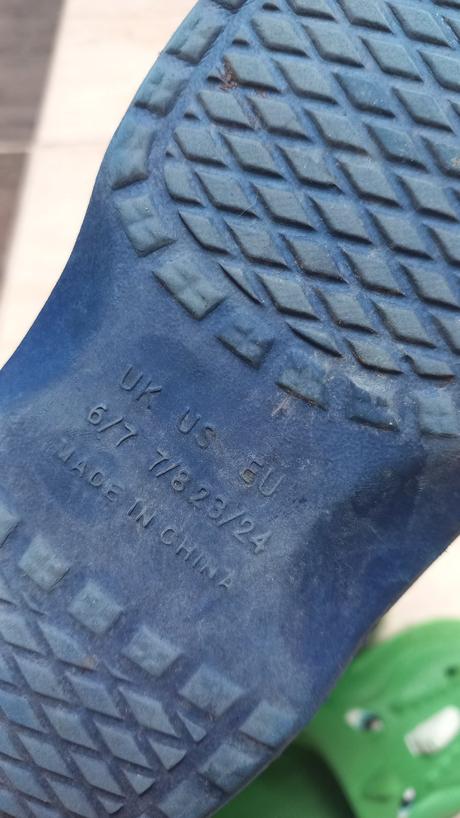 UK US EU
6/7 7/8 23/24
MADE IN CHINA